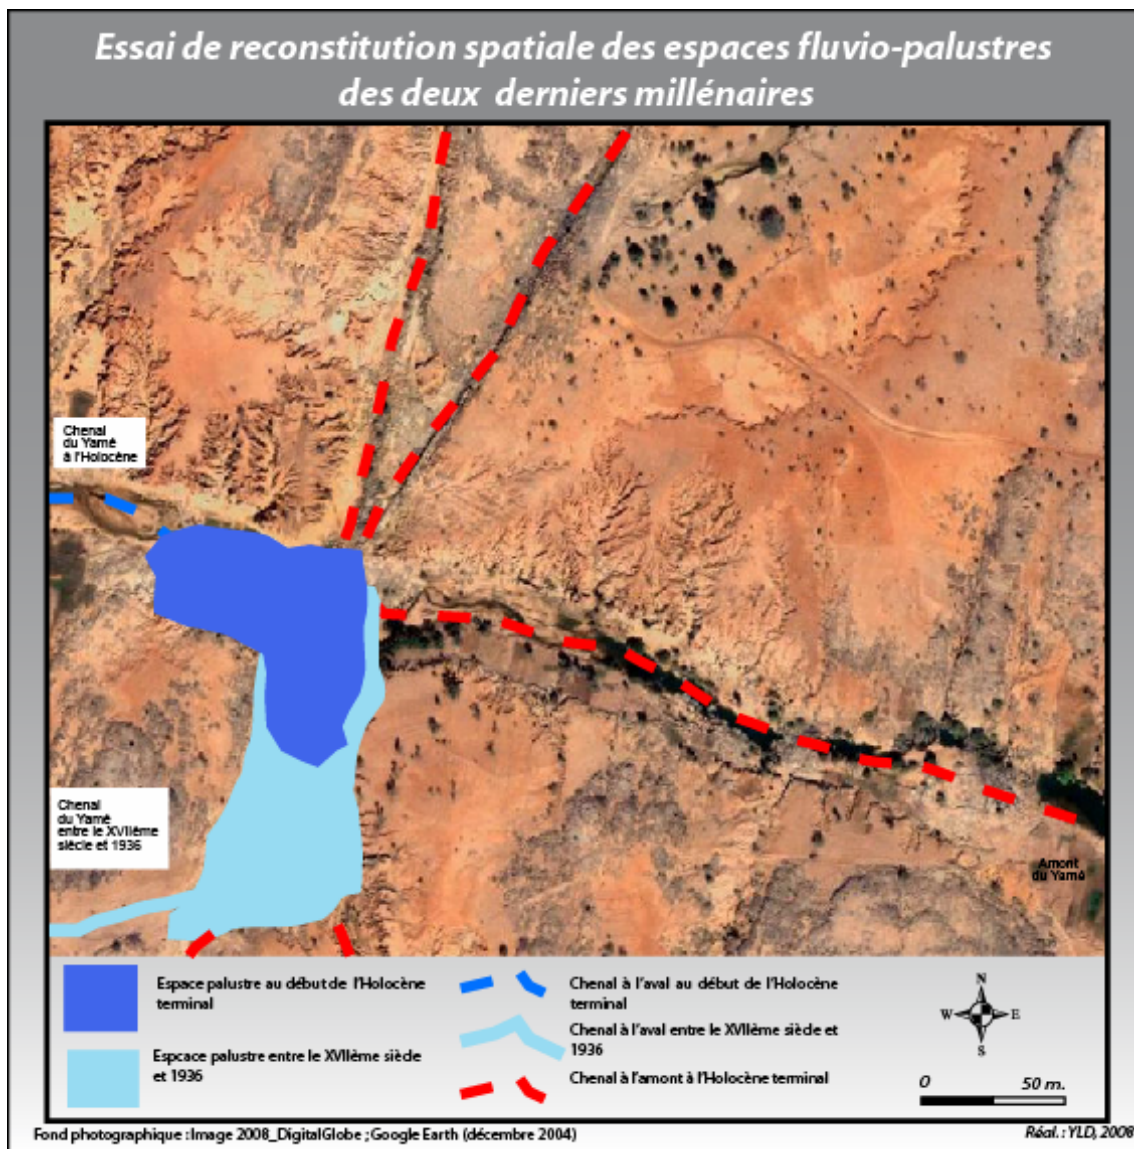 Essai de reconstitution spatiale des espaces fluvio-palustres
des deux derniers millénaires
Chenal
du Yamé
à l'Holocène
Chenal
du Yamé
entre le XVIIème
siècle et 1936
Amont
du Yamé
Espace palustre au début de l'Holocène
terminal
Espcace palustre entre le XVIIème siècle
et 1936
Chenal à l'aval au début de l'Holocène
terminal
Chenal à l'aval entre le XVIIème siècle et
1936
Chenal à l'amont à l'Holocène terminal
N
W E
S
0 50 m.
Fond photographique : Image 2008_DigitalGlobe ; Google Earth (décembre 2004)
Réal. : YLD, 2008